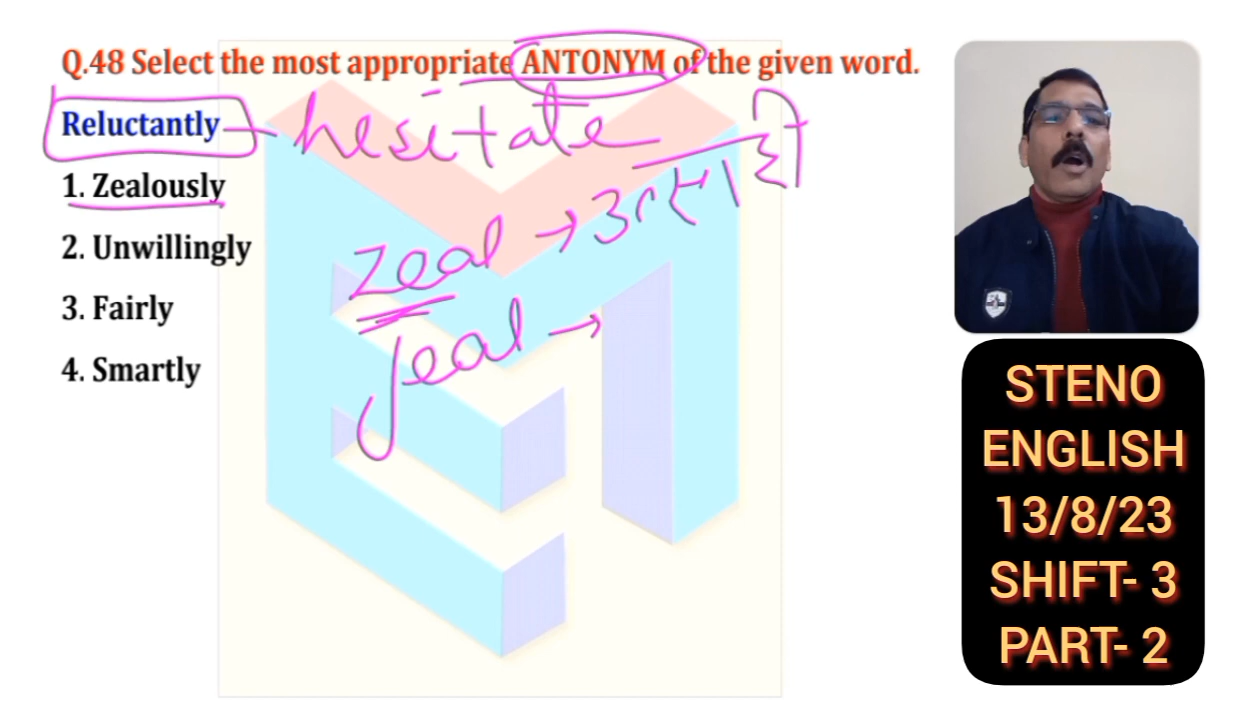 Q.48 Select the most appropriate ANTONYM of the given word.
Reluctantly
hesitate
1. Zealously
zeal → उत्साही
2. Unwillingly
jeal →
3. Fairly
4. Smartly
STENO
ENGLISH
13/8/23
SHIFT- 3
PART- 2